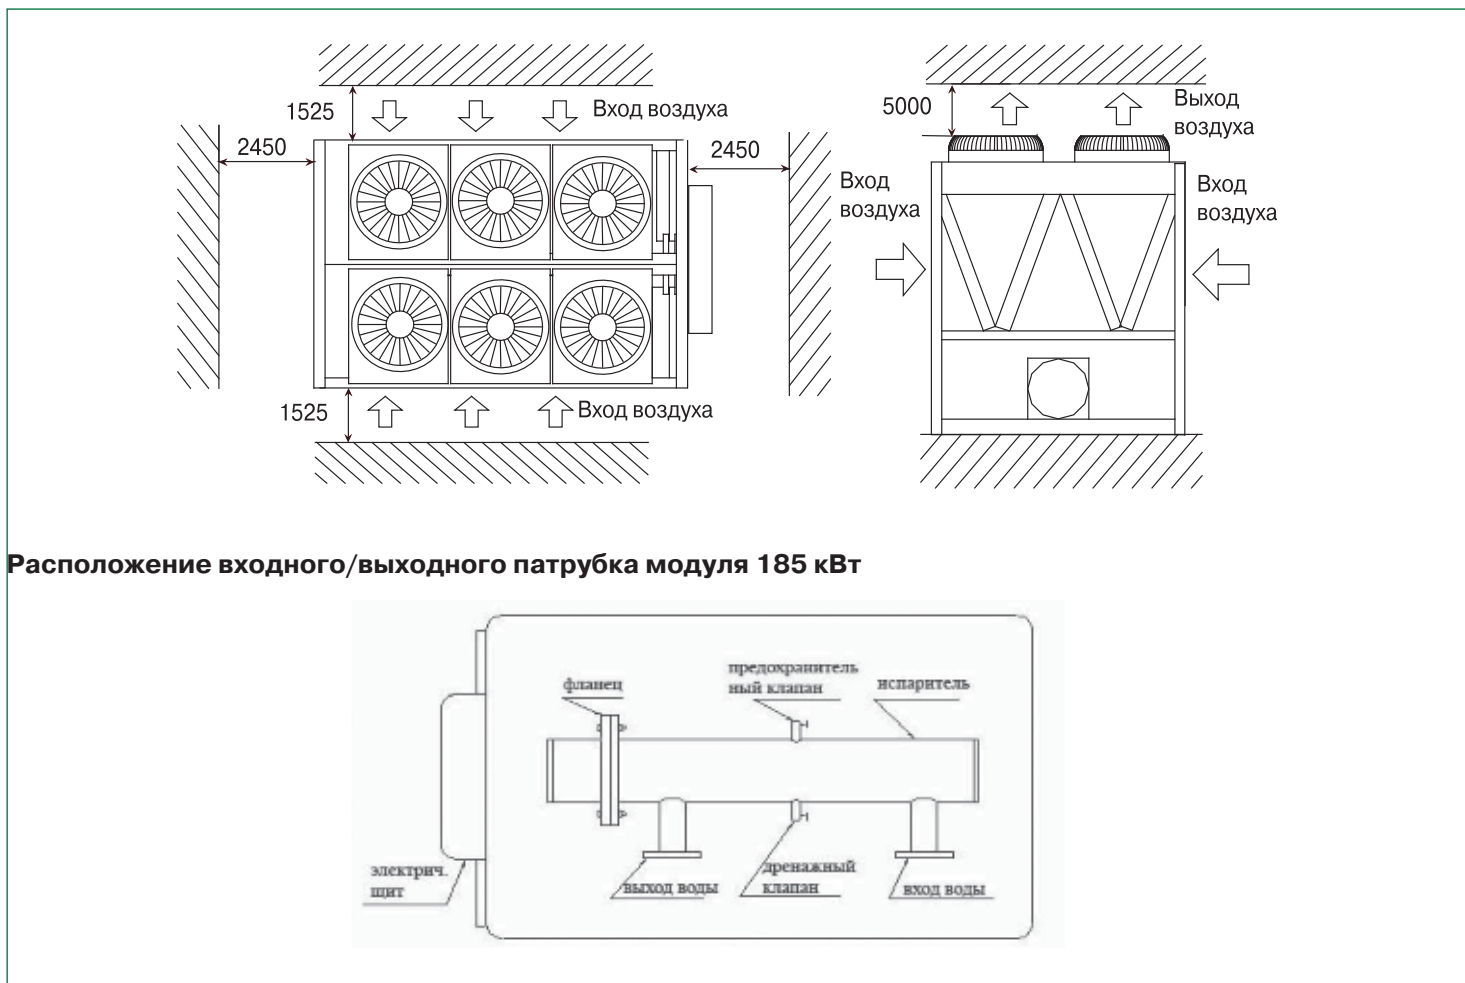 1525
Вход воздуха
2450
2450
1525
Вход воздуха
5000
Выход
воздуха
Вход
воздуха
Вход
воздуха
Расположение входного/выходного патрубка модуля 185 кВт
фланец
предохранитель
ный клапан
испаритель
электрич.
щит
выход воды
дренажный
клапан
вход воды